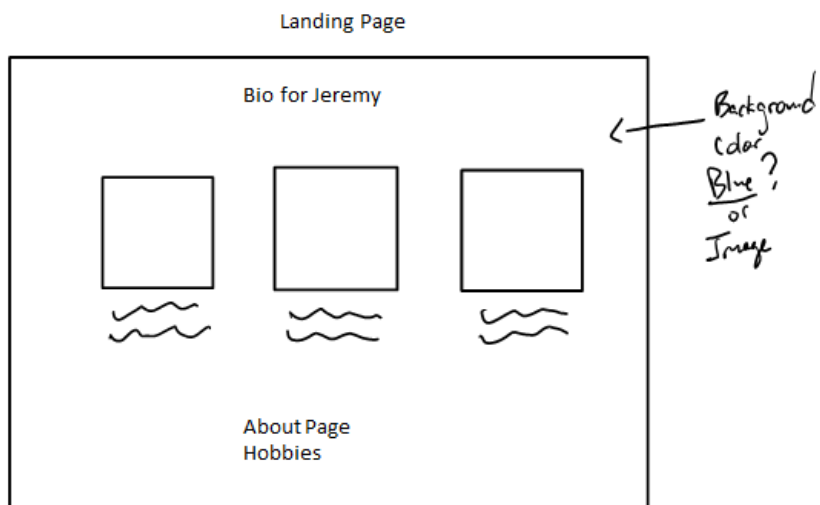 Landing Page
Bio for Jeremy
Background
Color
Blue?
or
Image
About Page
Hobbies